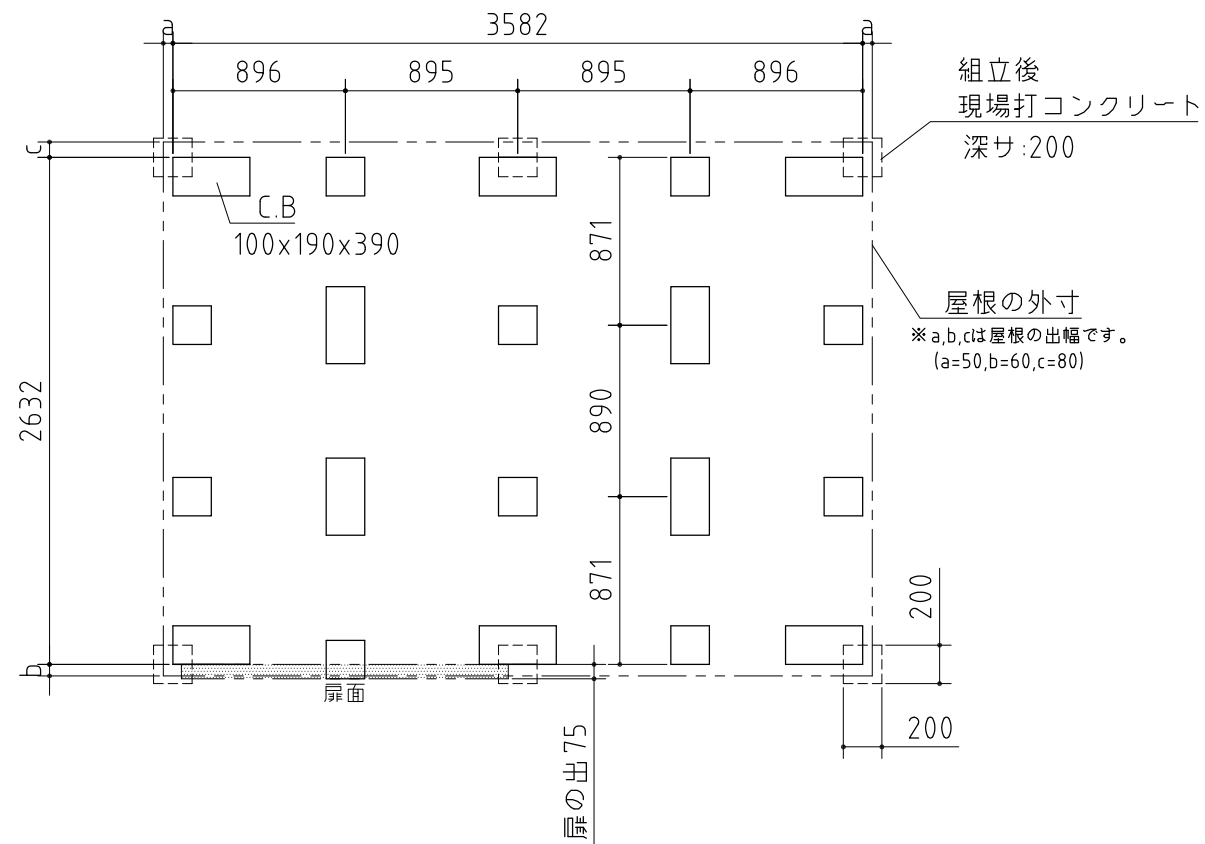 a
3582
a
896
895
895
896
組立後
現場打コンクリート
深サ:200
c
C.B
100x190x390
871
屋根の外寸
※a,b,cは屋根の出幅です。
(a=50,b=60,c=80)
2632
890
871
200
b
扉面
200
扉の出 75